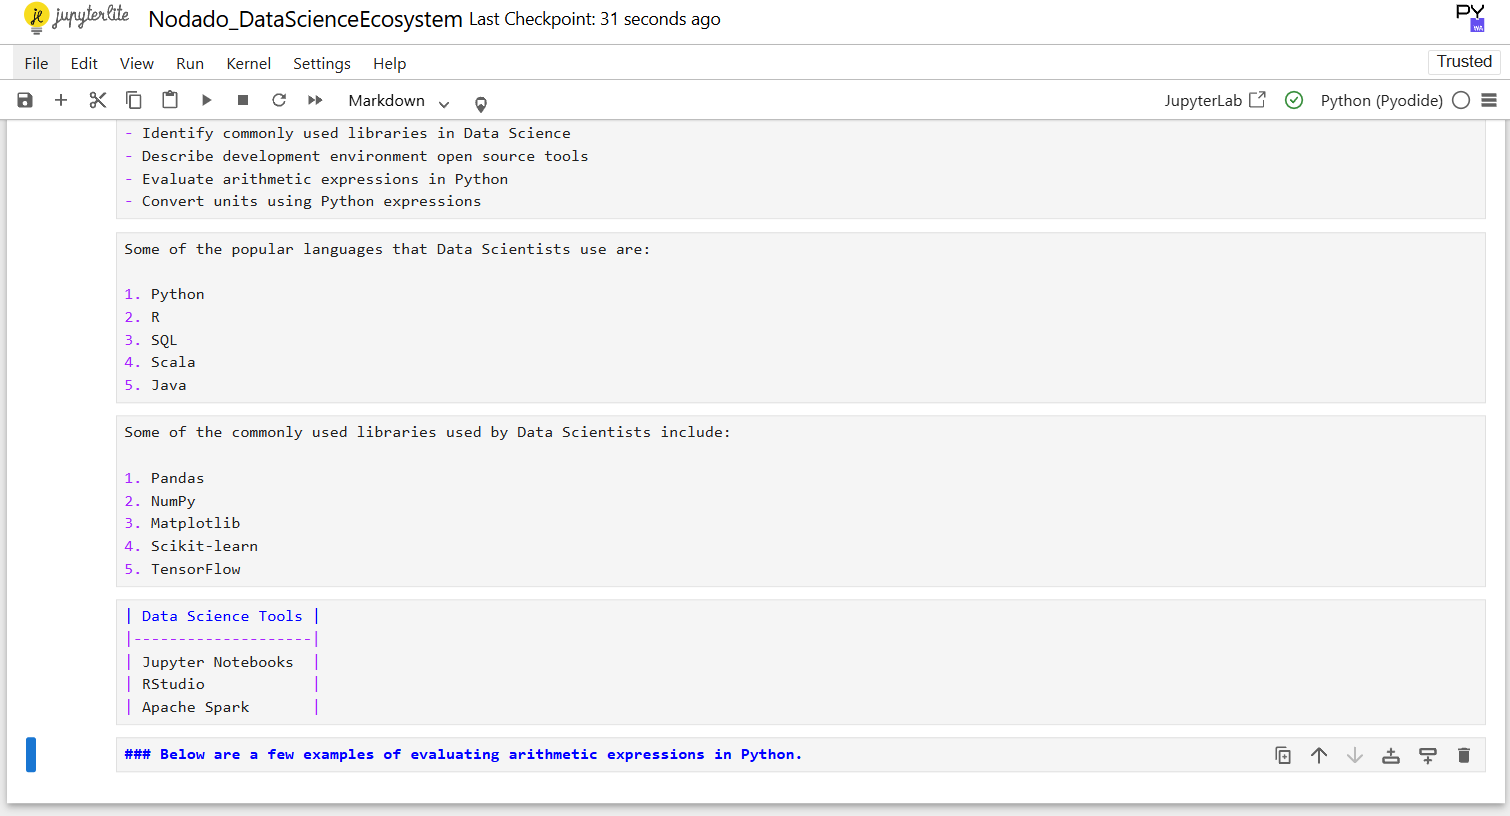 jupyterlite Nodado_DataScienceEcosystem Last Checkpoint: 31 seconds ago
PY
WA
File Edit View Run Kernel Settings Help Trusted
Markdown JupyterLab Python (Pyodide)
- Identify commonly used libraries in Data Science
- Describe development environment open source tools
- Evaluate arithmetic expressions in Python
- Convert units using Python expressions
Some of the popular languages that Data Scientists use are:
1. Python
2. R
3. SQL
4. Scala
5. Java
Some of the commonly used libraries used by Data Scientists include:
1. Pandas
2. NumPy
3. Matplotlib
4. Scikit-learn
5. TensorFlow
| Data Science Tools |
|--------------------|
| Jupyter Notebooks  |
| RStudio            |
| Apache Spark       |
### Below are a few examples of evaluating arithmetic expressions in Python.